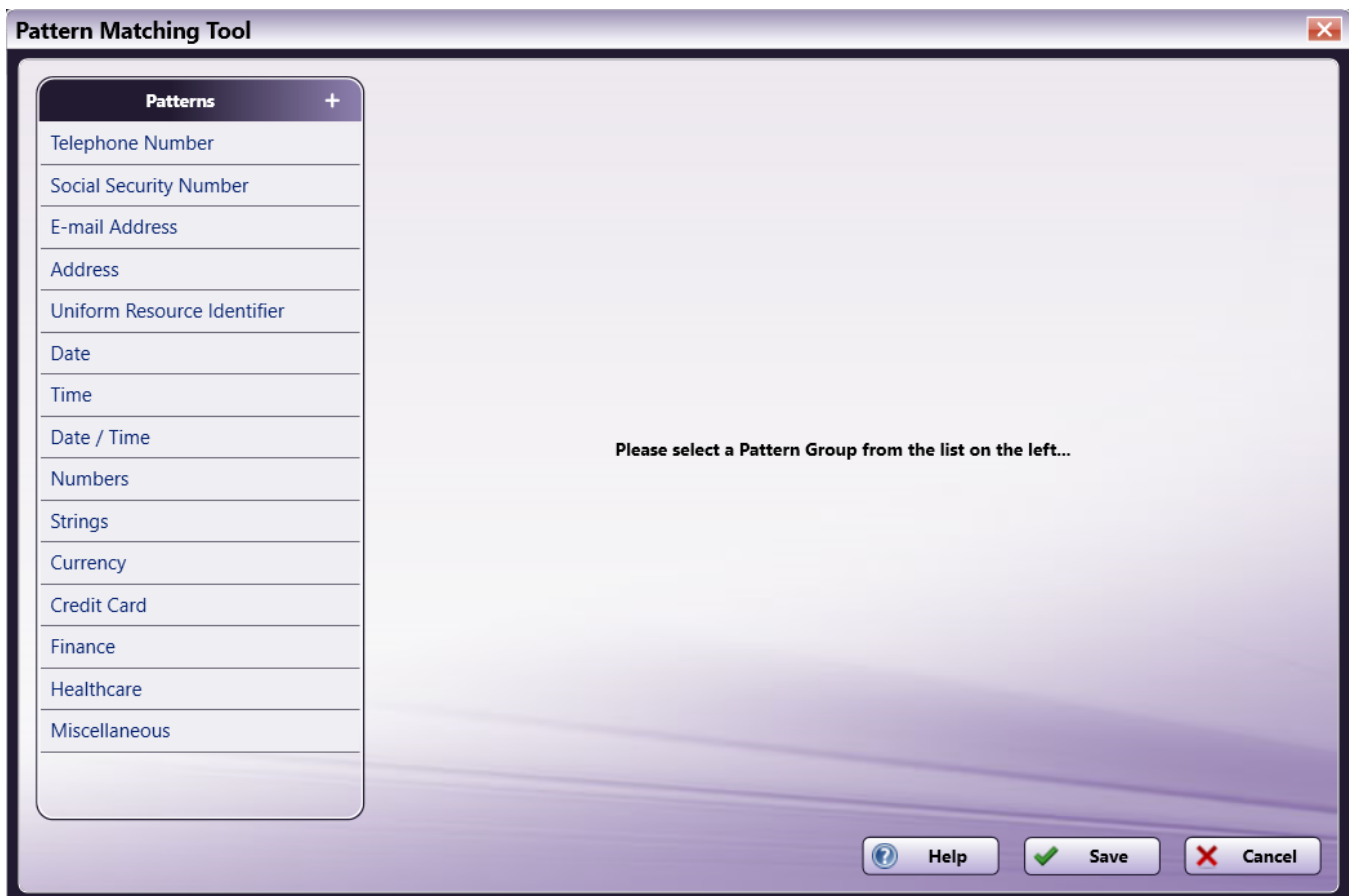 Pattern Matching Tool
Patterns +
Telephone Number
Social Security Number
E-mail Address
Address
Uniform Resource Identifier
Date
Time
Date / Time
Numbers
Strings
Currency
Credit Card
Finance
Healthcare
Miscellaneous
Please select a Pattern Group from the list on the left...
Help Save Cancel